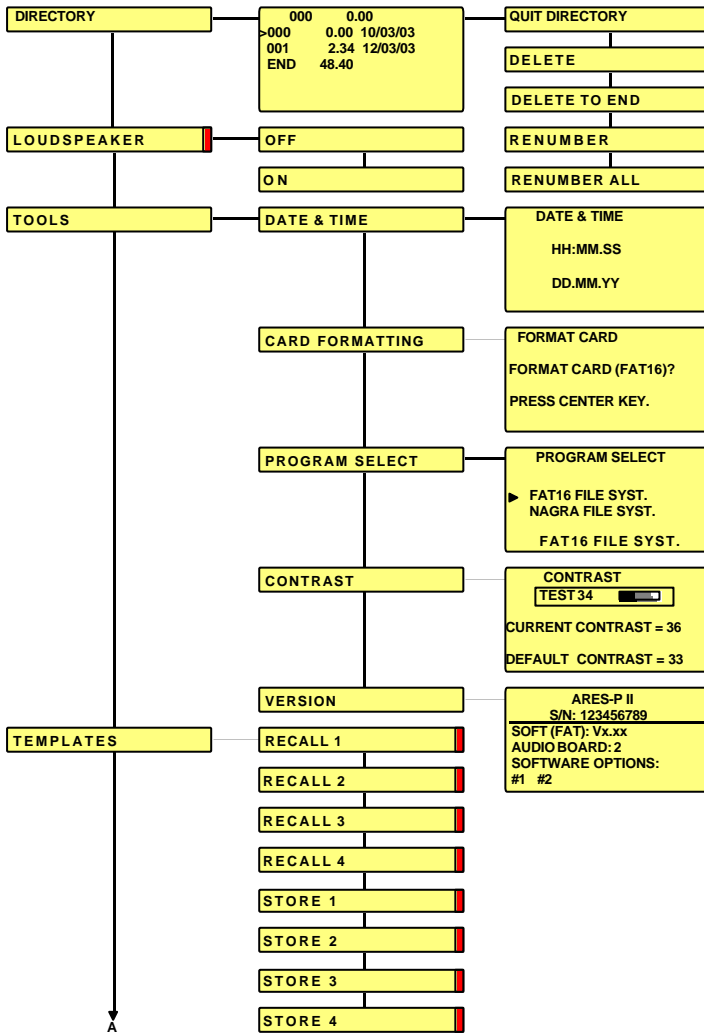 DIRECTORY
000 0.00
>000 0.00 10/03/03
001 2.34 12/03/03
END 48.40
QUIT DIRECTORY
DELETE
DELETE TO END
RENUMBER
RENUMBER ALL
LOUDSPEAKER
OFF
ON
TOOLS
DATE & TIME
DATE & TIME
HH:MM.SS
DD.MM.YY
CARD FORMATTING
FORMAT CARD
FORMAT CARD (FAT16)?
PRESS CENTER KEY.
PROGRAM SELECT
PROGRAM SELECT
FAT16 FILE SYST.
NAGRA FILE SYST.
FAT16 FILE SYST.
CONTRAST
CONTRAST
TEST 34
CURRENT CONTRAST = 36
DEFAULT CONTRAST = 33
VERSION
ARES-P II
S/N: 123456789
SOFT (FAT): Vx.xx
AUDIO BOARD: 2
SOFTWARE OPTIONS:
#1 #2
TEMPLATES
RECALL 1
RECALL 2
RECALL 3
RECALL 4
STORE 1
STORE 2
STORE 3
STORE 4
A